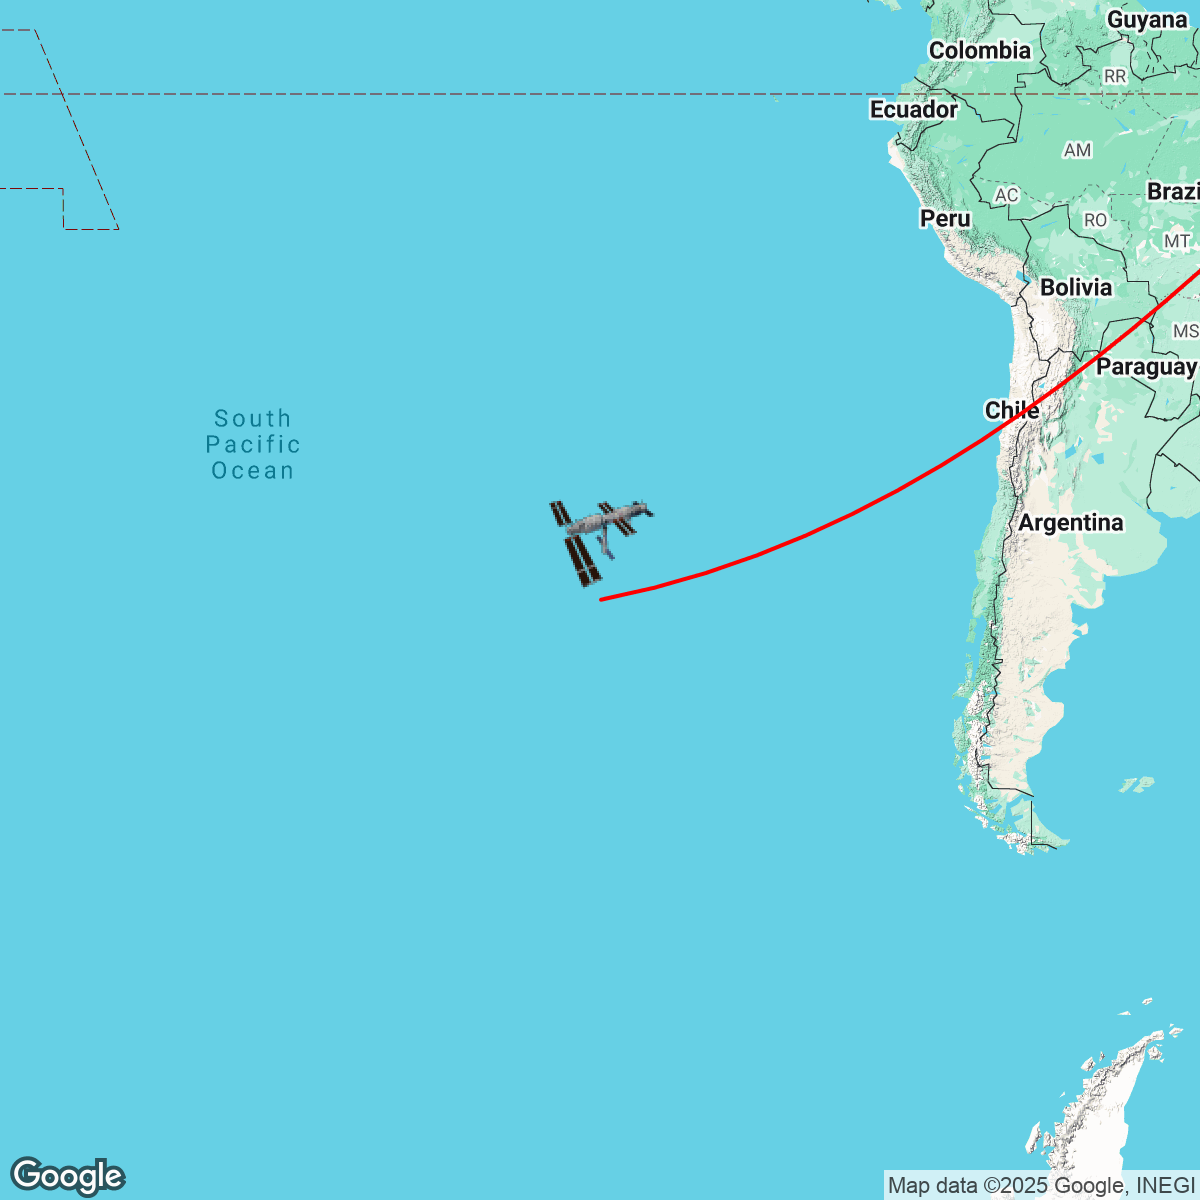 Guyana
Colombia
RR
Ecuador
AM
Brazi
AC
Peru
RO
MT
Bolivia
MS
Paraguay
Chile
South
Pacific
Ocean
Argentina
Google
Map data ©2025 Google, INEGI